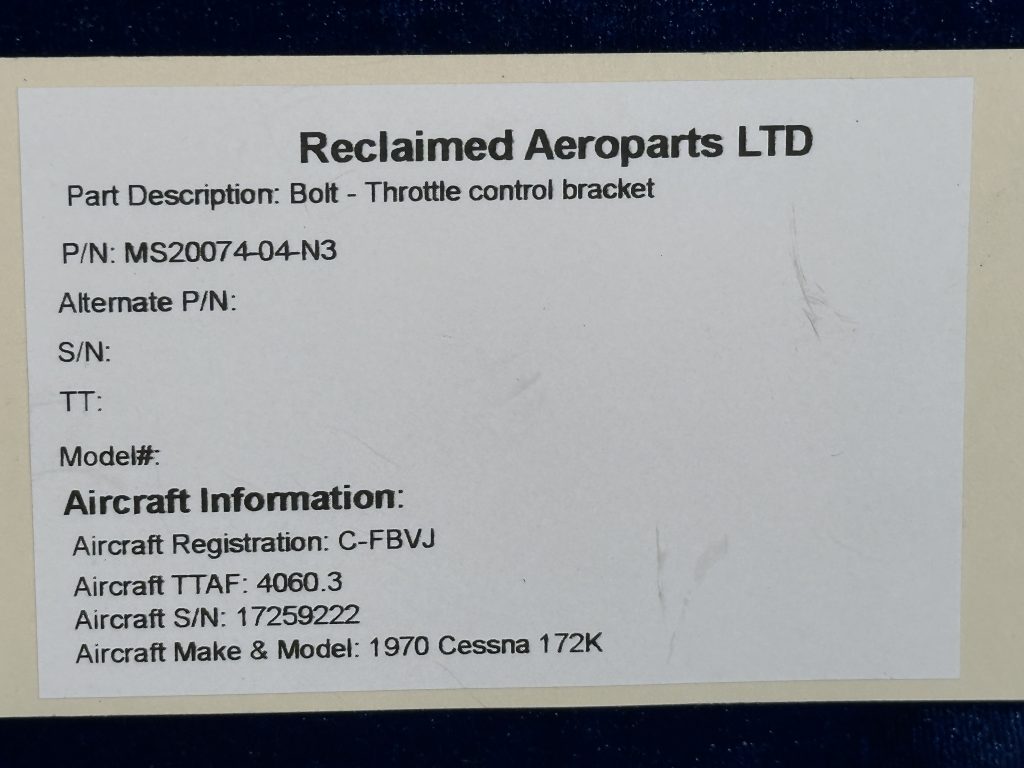 Reclaimed Aeroparts LTD
Part Description: Bolt - Throttle control bracket
P/N: MS20074-04-N3
Alternate P/N:
S/N:
TT:
Model#:
Aircraft Information:
Aircraft Registration: C-FBVJ
Aircraft TTAF: 4060.3
Aircraft S/N: 17259222
Aircraft Make & Model: 1970 Cessna 172K